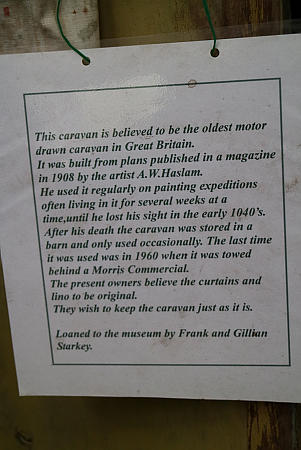 This caravan is believed to be the oldest motor
drawn caravan in Great Britain.
It was built from plans published in a magazine
in 1908 by the artist A.W.Haslam.
He used it regularly on painting expeditions
often living in it for several weeks at a
time,until he lost his sight in the early 1040's.
After his death the caravan was stored in a
barn and only used occasionally. The last time
it was used was in 1960 when it was towed
behind a Morris Commercial.
The present owners believe the curtains and
lino to be original.
They wish to keep the caravan just as it is.
Loaned to the museum by Frank and Gillian
Starkey.